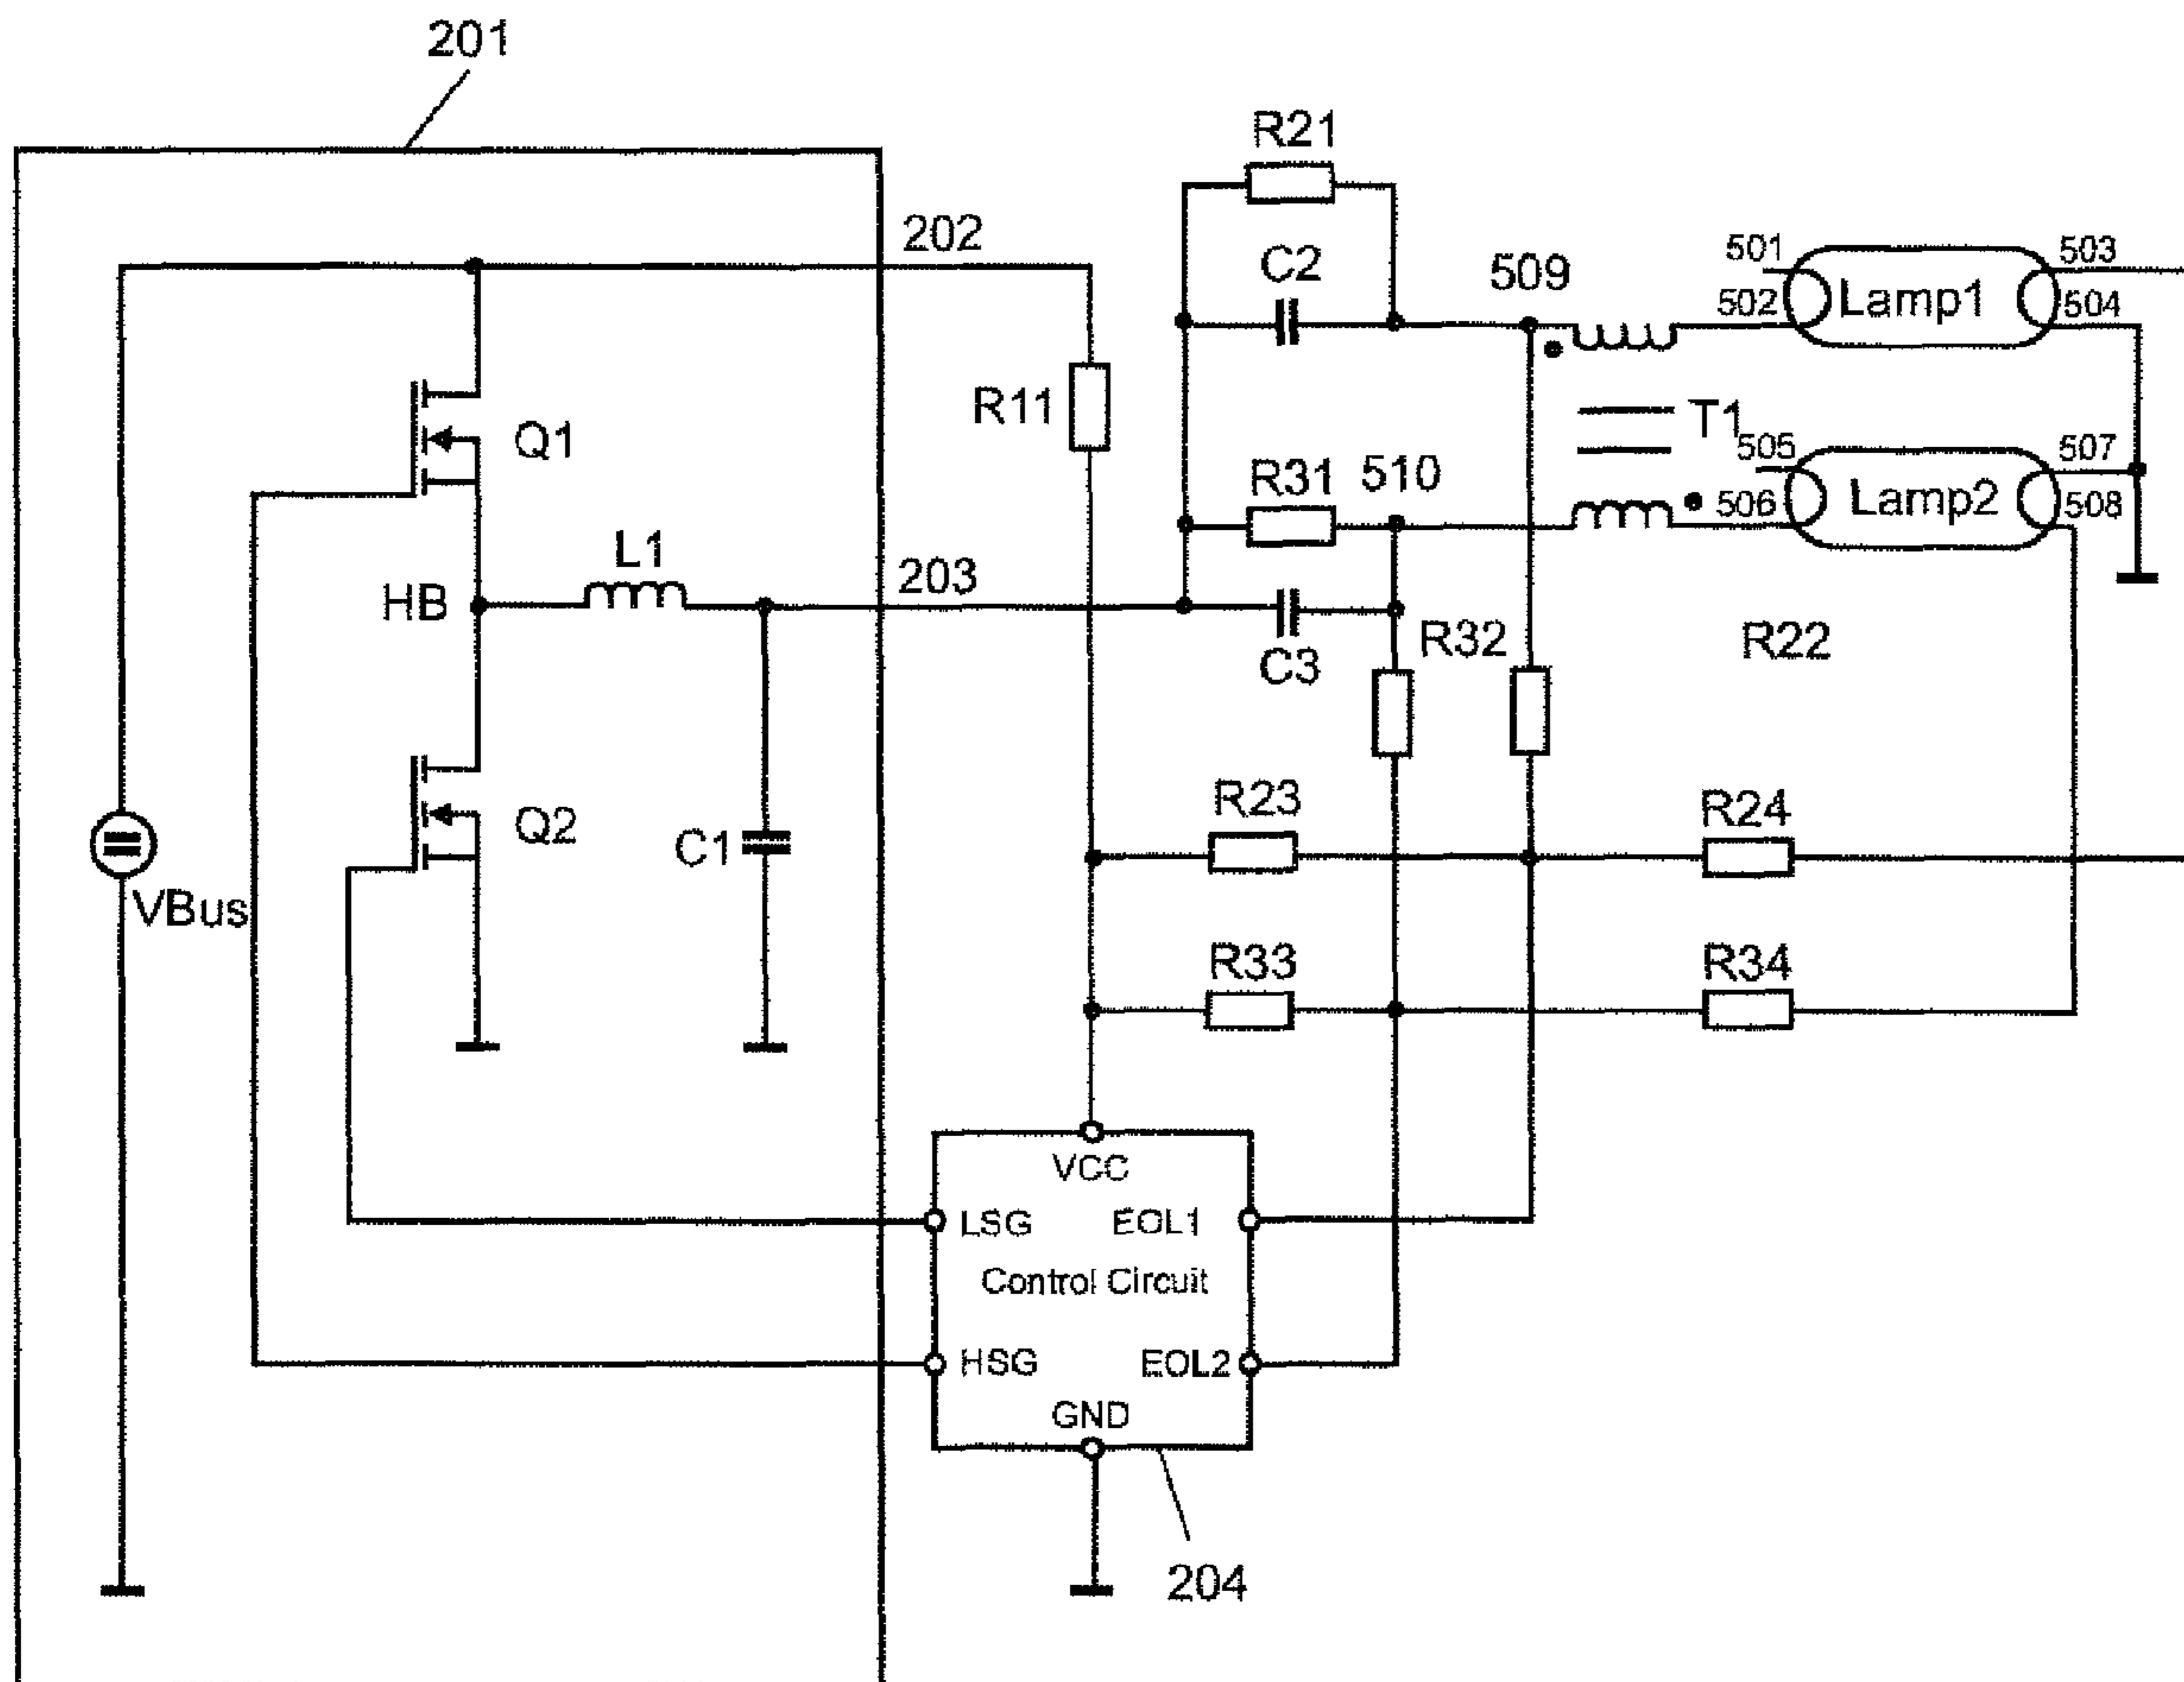 201
R21
202
C2
509
501
503
502
Lamp1
504
R11
Q1
T1
505
507
R31
510
506
Lamp2
508
L1
203
HB
C3
R32
R22
R23
R24
Q2
C1
VBus
R33
R34
VCC
LSG
EOL1
Control Circuit
HSG
EOL2
GND
204